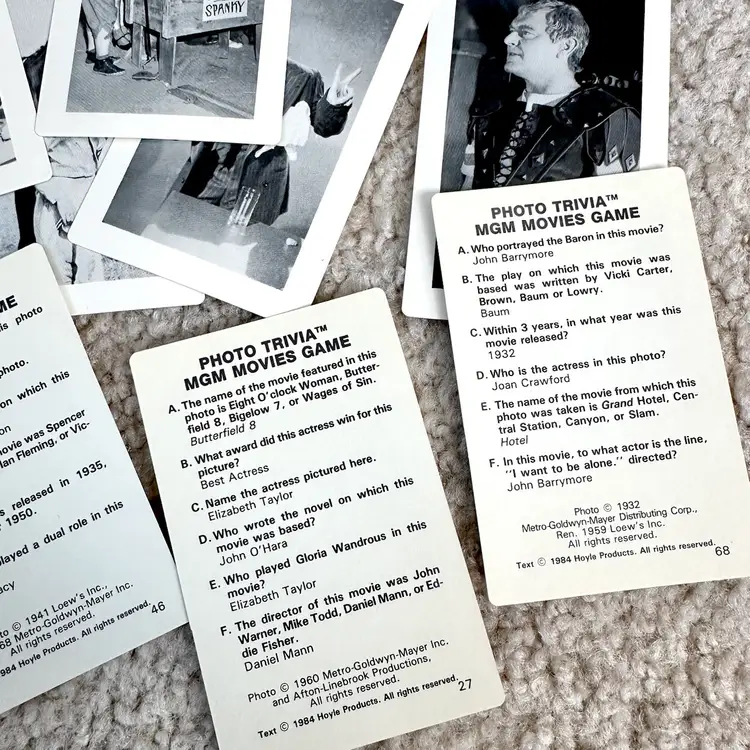 SPANKY
ME
is photo
hoto.
on which this
movie was Spencer
lan Fleming, or Vic-
s released in 1935,
1950.
played a dual role in this
cy
to © 1941 Loew's Inc.,
68 Metro-Goldwyn-Mayer Inc.
All rights reserved.
984 Hoyle Products. All rights reserved.
46
PHOTO TRIVIA™
MGM MOVIES GAME
A. The name of the movie featured in this
photo is Eight O'clock Woman, Butter-
field 8, Bigelow 7, or Wages of Sin.
Butterfield 8
B. What award did this actress win for this
picture?
Best Actress
C. Name the actress pictured here.
Elizabeth Taylor
D. Who wrote the novel on which this
movie was based?
John O'Hara
E. Who played Gloria Wandrous in this
movie?
Elizabeth Taylor
F. The director of this movie was John
Warner, Mike Todd, Daniel Mann, or Ed-
die Fisher.
Daniel Mann
Photo © 1960 Metro-Goldwyn-Mayer Inc.
and Afton-Linebrook Productions,
All rights reserved.
Text © 1984 Hoyle Products. All rights reserved.
27
PHOTO TRIVIA™
MGM MOVIES GAME
A. Who portrayed the Baron in this movie?
John Barrymore
B. The play on which this movie was
based was written by Vicki Carter,
Brown, Baum or Lowry.
Baum
C. Within 3 years, in what year was this
movie released?
1932
D. Who is the actress in this photo?
Joan Crawford
E. The name of the movie from which this
photo was taken is Grand Hotel, Cen-
tral Station, Canyon, or Slam.
Hotel
F. In this movie, to what actor is the line,
"I want to be alone." directed?
John Barrymore
Photo © 1932
Metro-Goldwyn-Mayer Distributing Corp.,
Ren. 1959 Loew's Inc.
All rights reserved.
Text © 1984 Hoyle Products. All rights reserved.
68